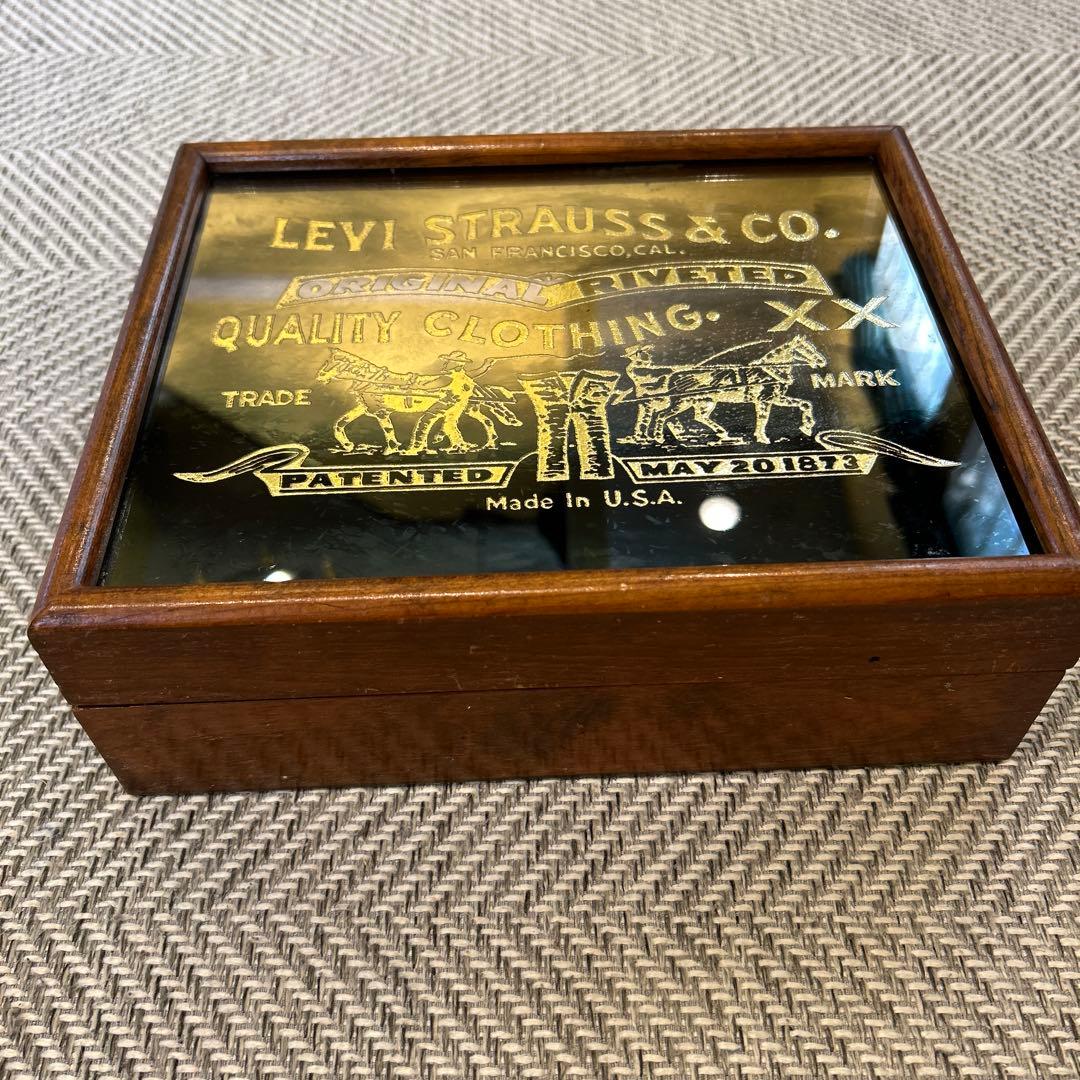 LEVI STRAUSS & CO.
SAN FRANCISCO, CAL.
ORIGINAL RIVETED
QUALITY CLOTHING. XX
TRADE MARK
PATENTED MAY 20 1873
Made In U.S.A.